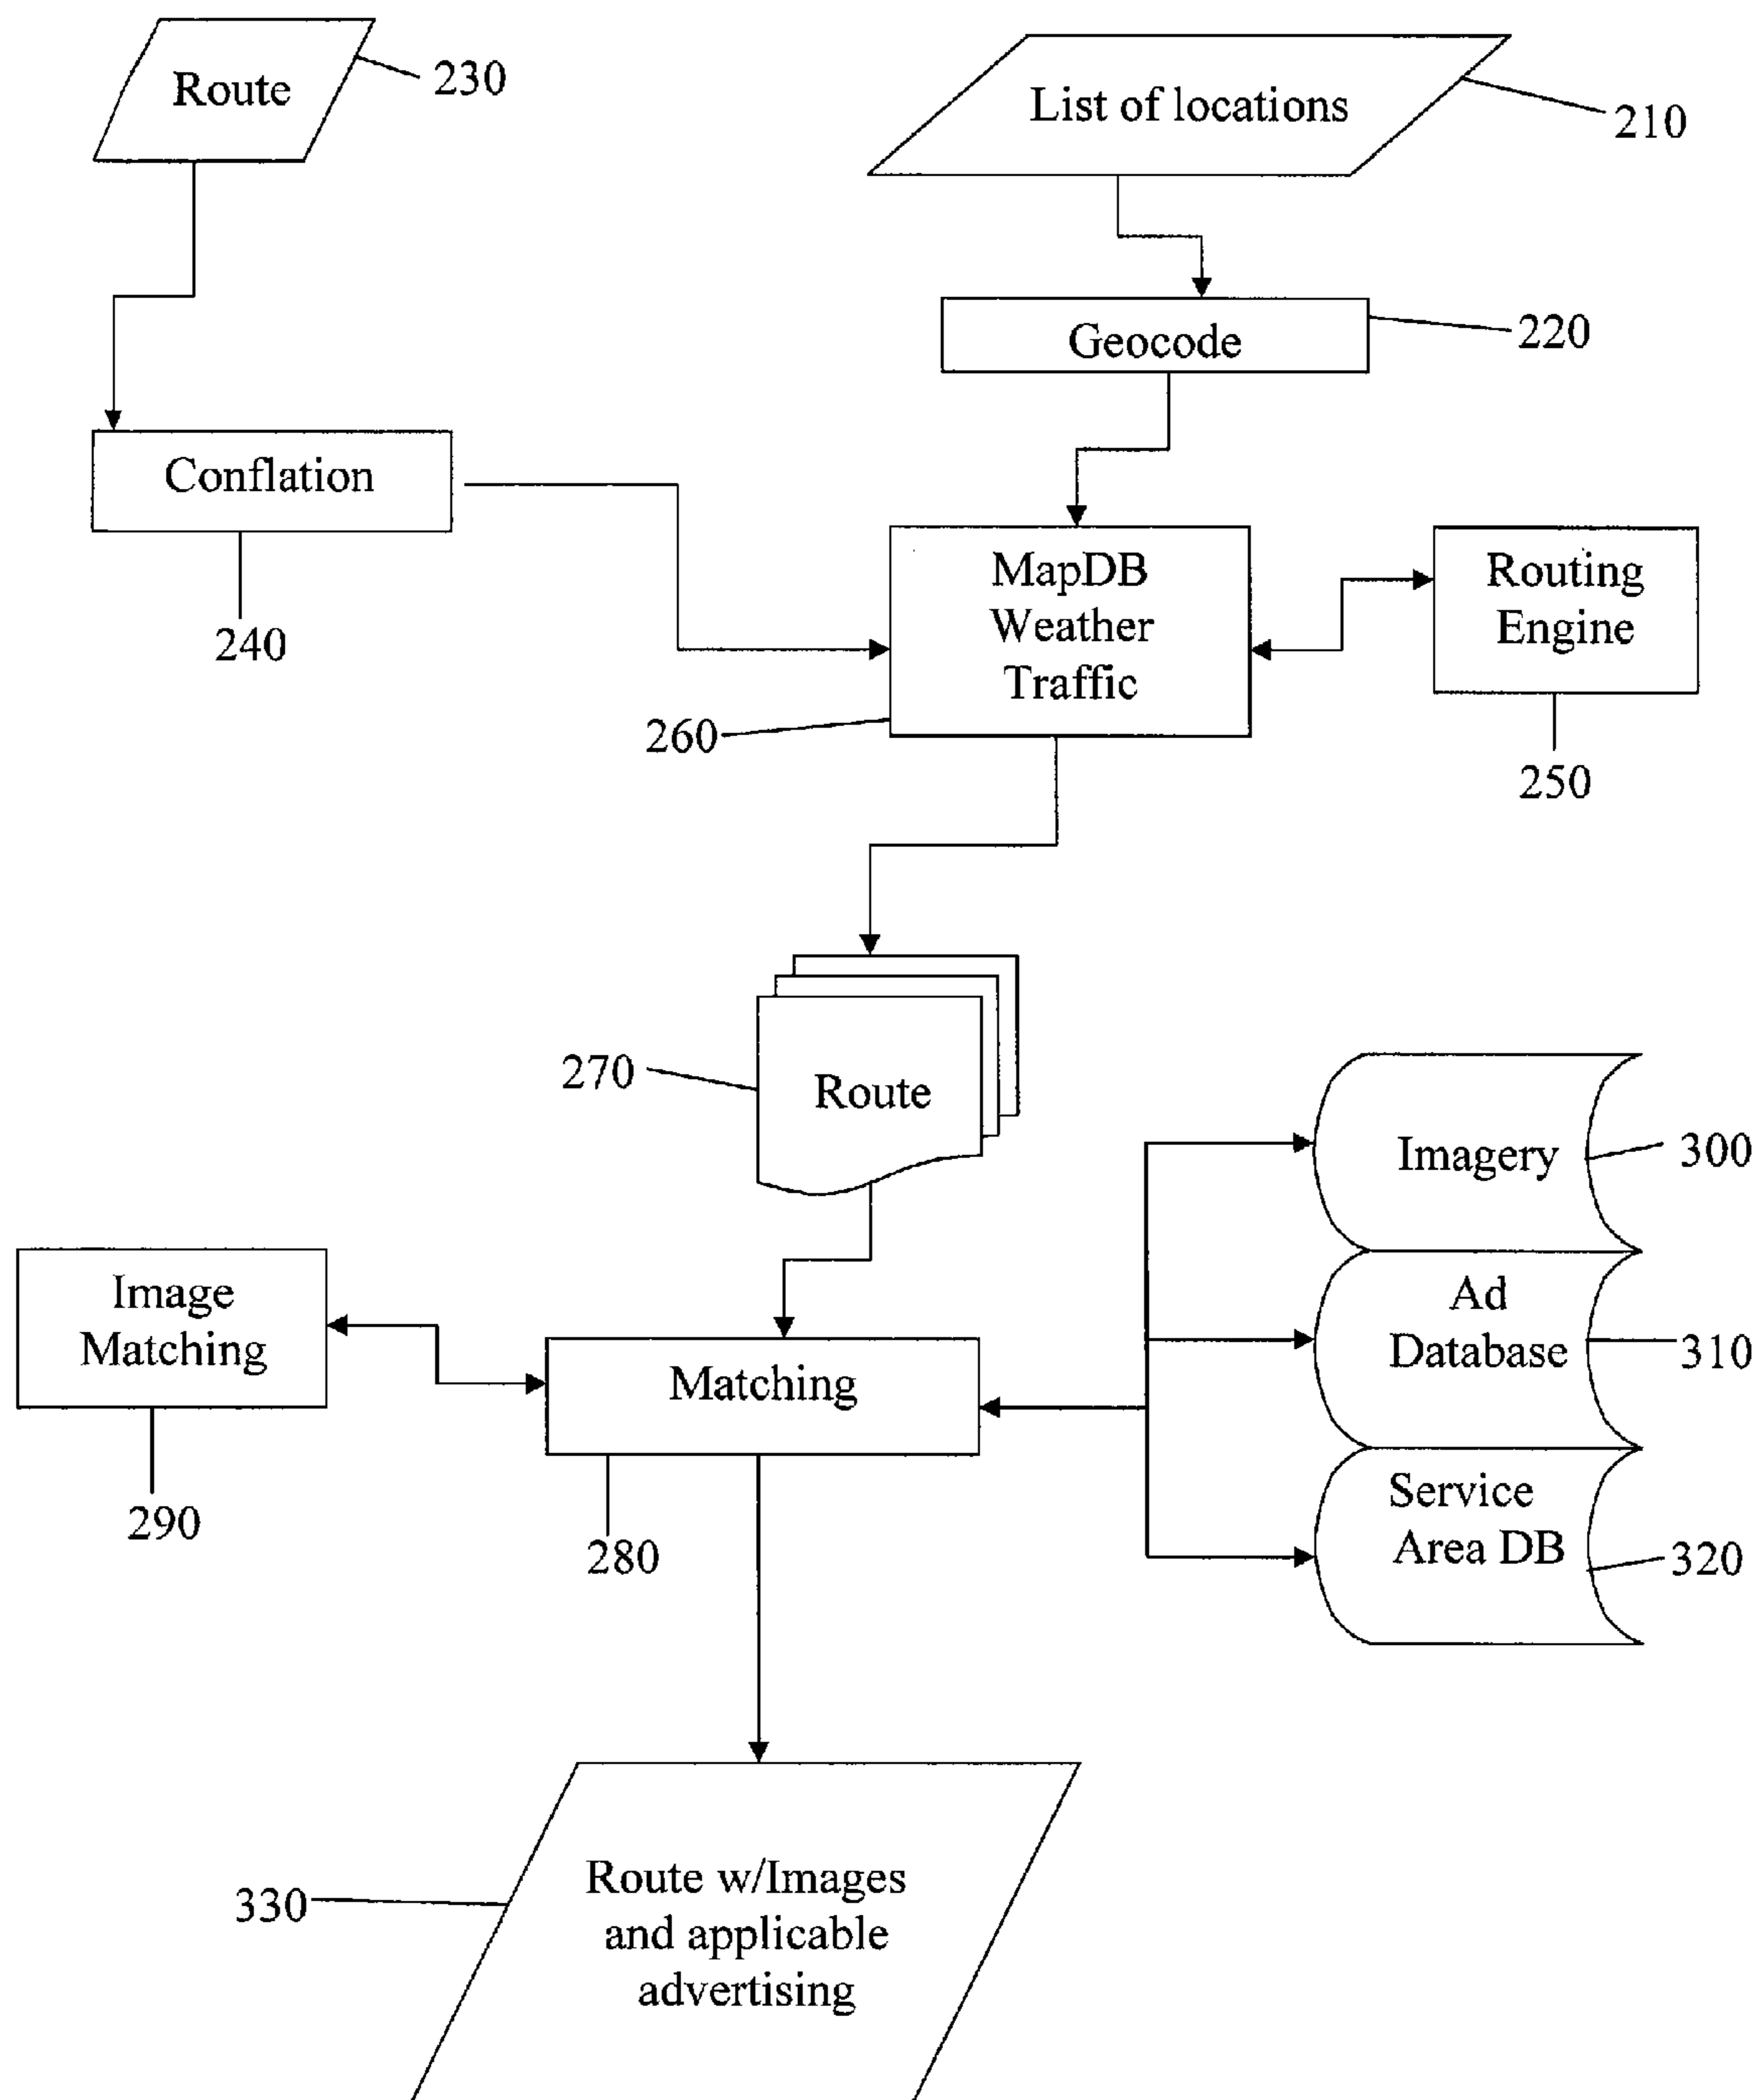 Route
230
List of locations
210
Geocode
220
Conflation
240
MapDB
Weather
Traffic
260
Routing
Engine
250
270
Route
Imagery
300
Ad
Database
310
Service
Area DB
320
Image
Matching
290
Matching
280
330
Route w/Images
and applicable
advertising